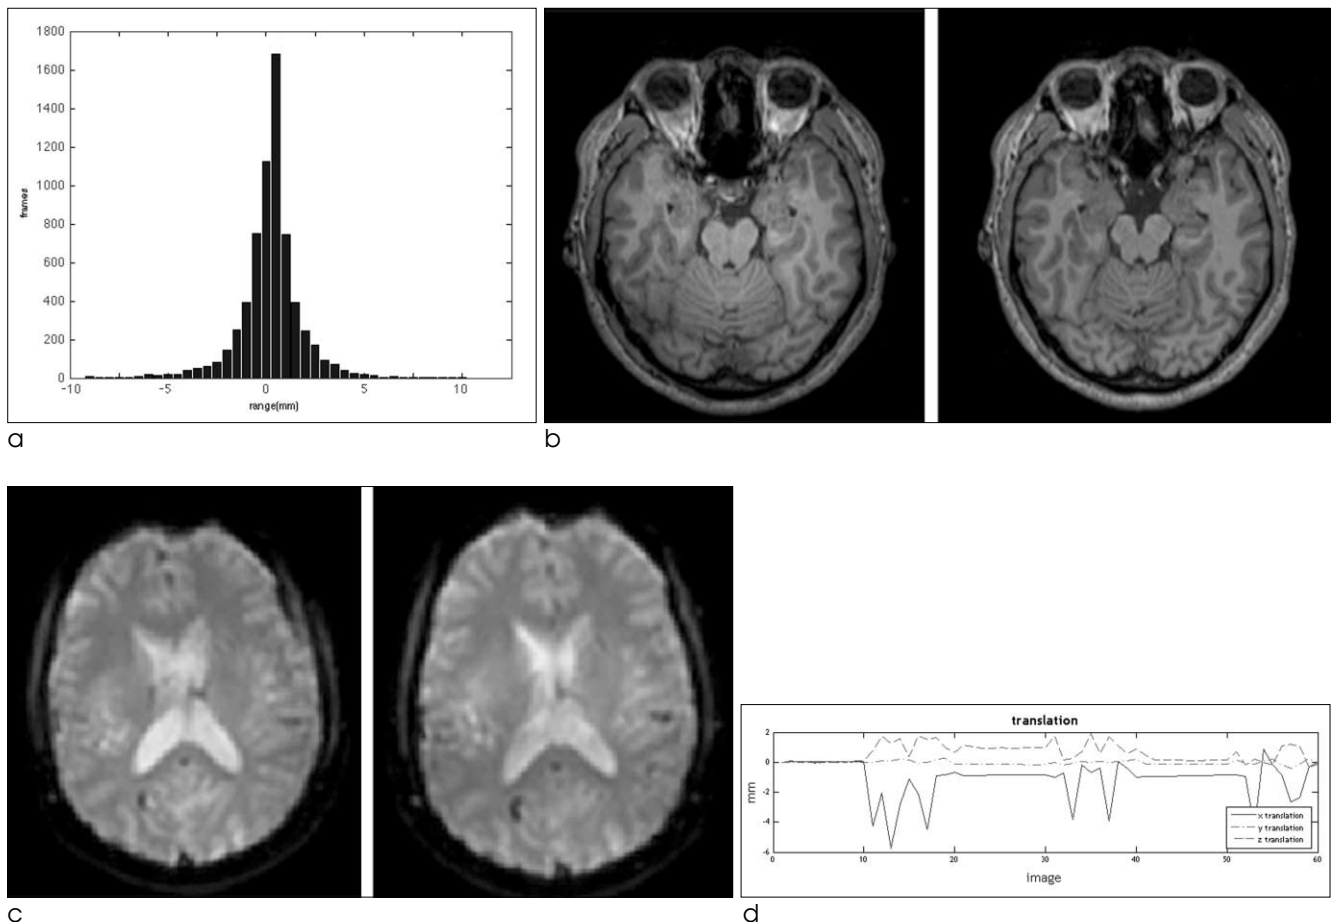 1800
1600
1400
1200
1000
800
600
400
200
0
frames
-10 -5 0 5 10
range(mm)
a
b
c
translation
2
0
-2
-4
-6
mm
x translation
y translation
z translation
0 10 20 30 40 50 60
image
d